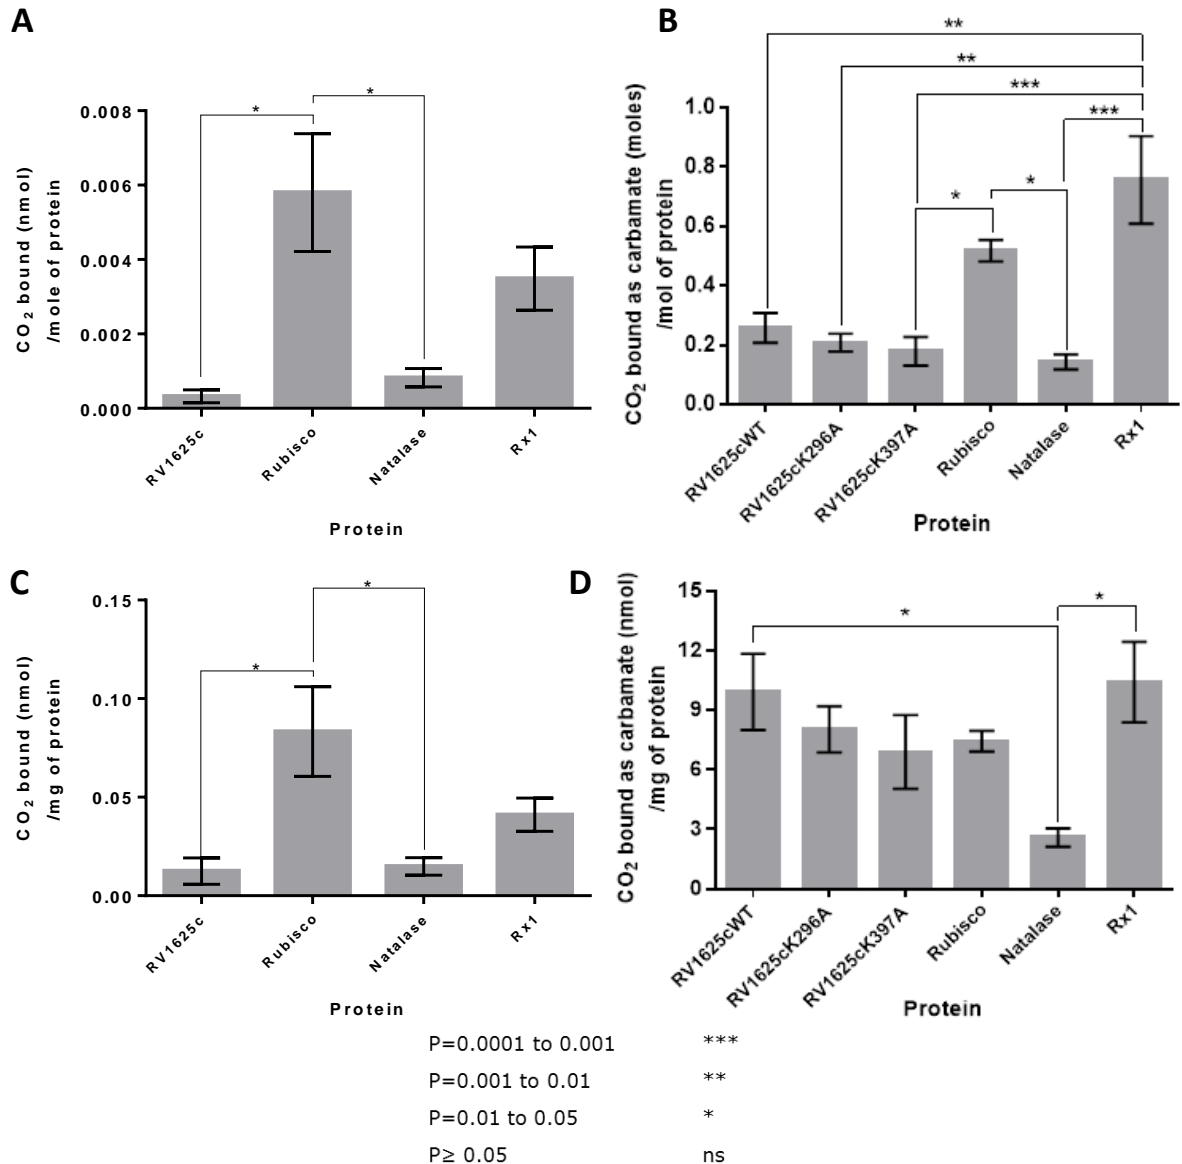 A
CO2 bound (nmol)
/mole of protein
0.008
0.006
0.004
0.002
0.000
*
*
RV1625c
Rubisco
Natalase
Rx1
Protein
B
CO2 bound as carbamate (moles)
/mol of protein
1.0
0.8
0.6
0.4
0.2
0.0
**
**
***
***
*
*
RV1625cWT
RV1625cK296A
RV1625cK397A
Rubisco
Natalase
Rx1
Protein
C
CO2 bound (nmol)
/mg of protein
0.15
0.10
0.05
0.00
*
*
RV1625c
Rubisco
Natalase
Rx1
Protein
D
CO2 bound as carbamate (nmol)
/mg of protein
15
12
9
6
3
0
*
*
RV1625cWT
RV1625cK296A
RV1625cK397A
Rubisco
Natalase
Rx1
Protein
P=0.0001 to 0.001 ***
P=0.001 to 0.01 **
P=0.01 to 0.05 *
P≥ 0.05 ns